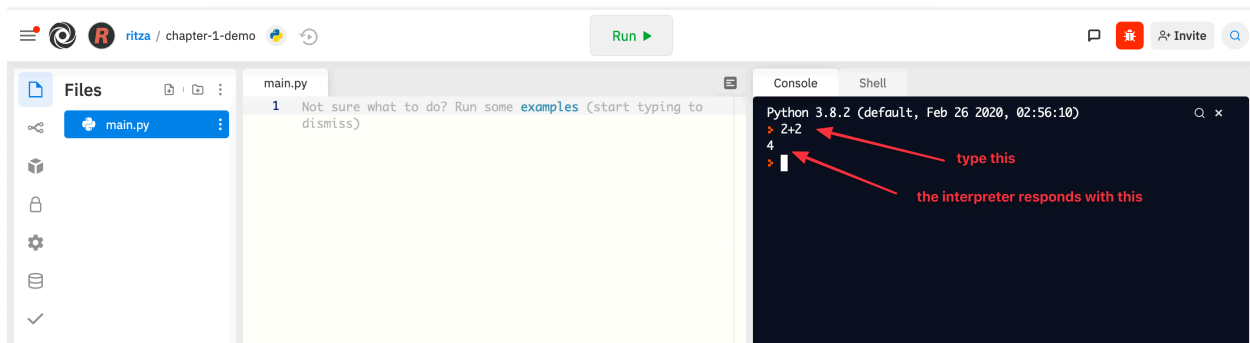 R ritza / chapter-1-demo Run Invite
Files main.py
main.py
1 Not sure what to do? Run some examples (start typing to
dismiss)
Console Shell
Python 3.8.2 (default, Feb 26 2020, 02:56:10)
2+2
type this
4
the interpreter responds with this